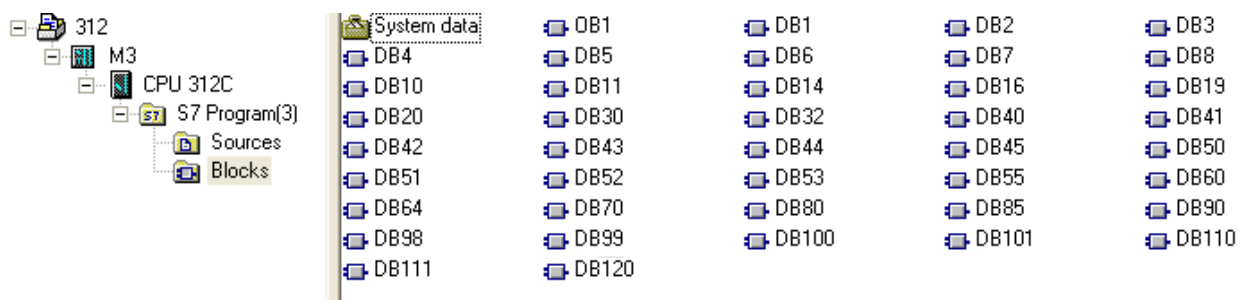 312
M3
CPU 312C
S7 Program(3)
Sources
Blocks
System data OB1 DB1 DB2 DB3
DB4 DB5 DB6 DB7 DB8
DB10 DB11 DB14 DB16 DB19
DB20 DB30 DB32 DB40 DB41
DB42 DB43 DB44 DB45 DB50
DB51 DB52 DB53 DB55 DB60
DB64 DB70 DB80 DB85 DB90
DB98 DB99 DB100 DB101 DB110
DB111 DB120